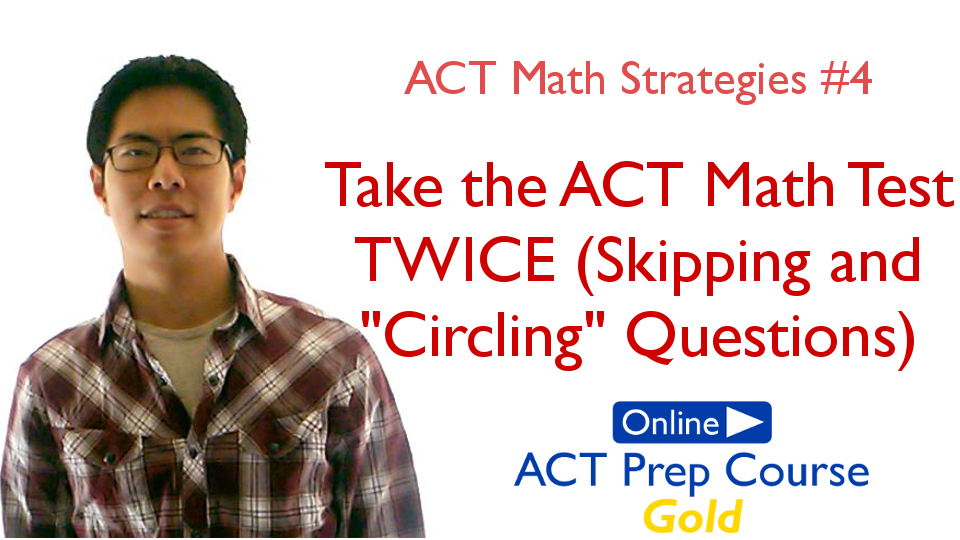 ACT Math Strategies #4
Take the ACT Math Test
TWICE (Skipping and
"Circling" Questions)
Online
ACT Prep Course
Gold